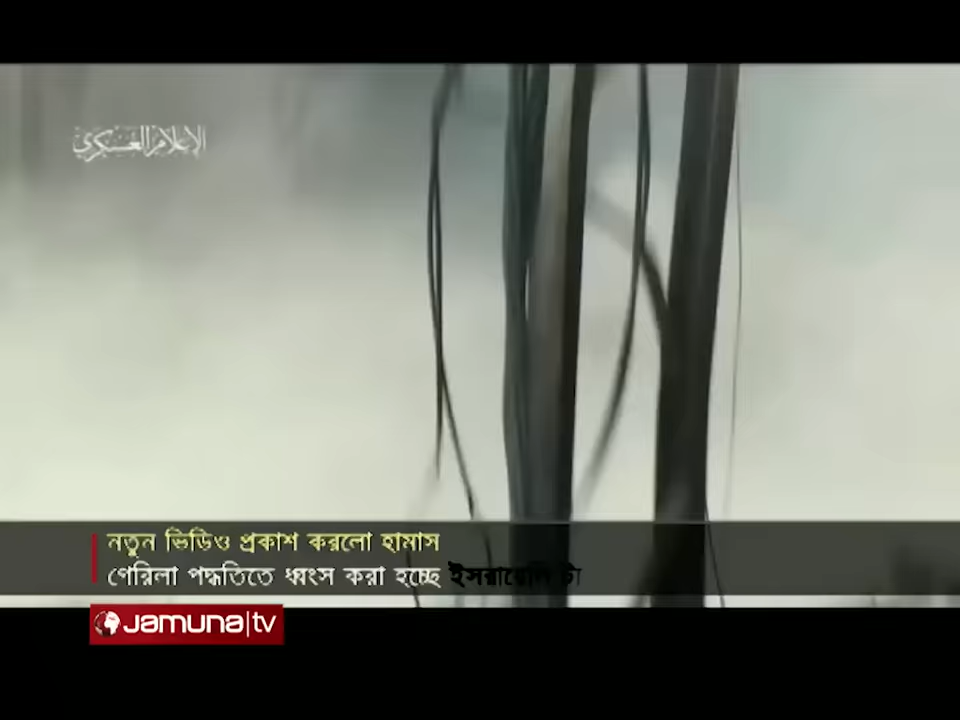 الإعلام العسكري
নতুন ভিডিও প্রকাশ করলো হামাস
গেরিলা পদ্ধতিতে ধ্বংস করা হচ্ছে ইসরায়েলি
Jamuna|tv